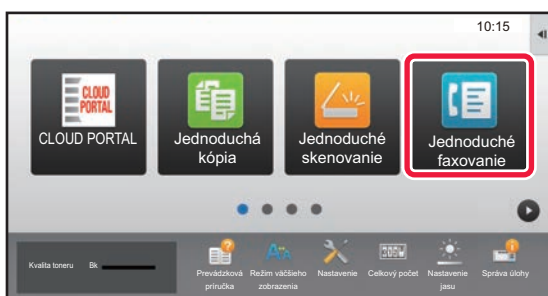 10:15
CLOUD
PORTAL
CLOUD PORTAL
Jednoduchá
kópia
Jednoduché
skenovanie
Jednoduché
faxovanie
Kvalita toneru Bk
Prevádzková
príručka
Režim väčšieho
zobrazenia
Nastavenie
Celkový počet
Nastavenie
jasu
Správa úlohy